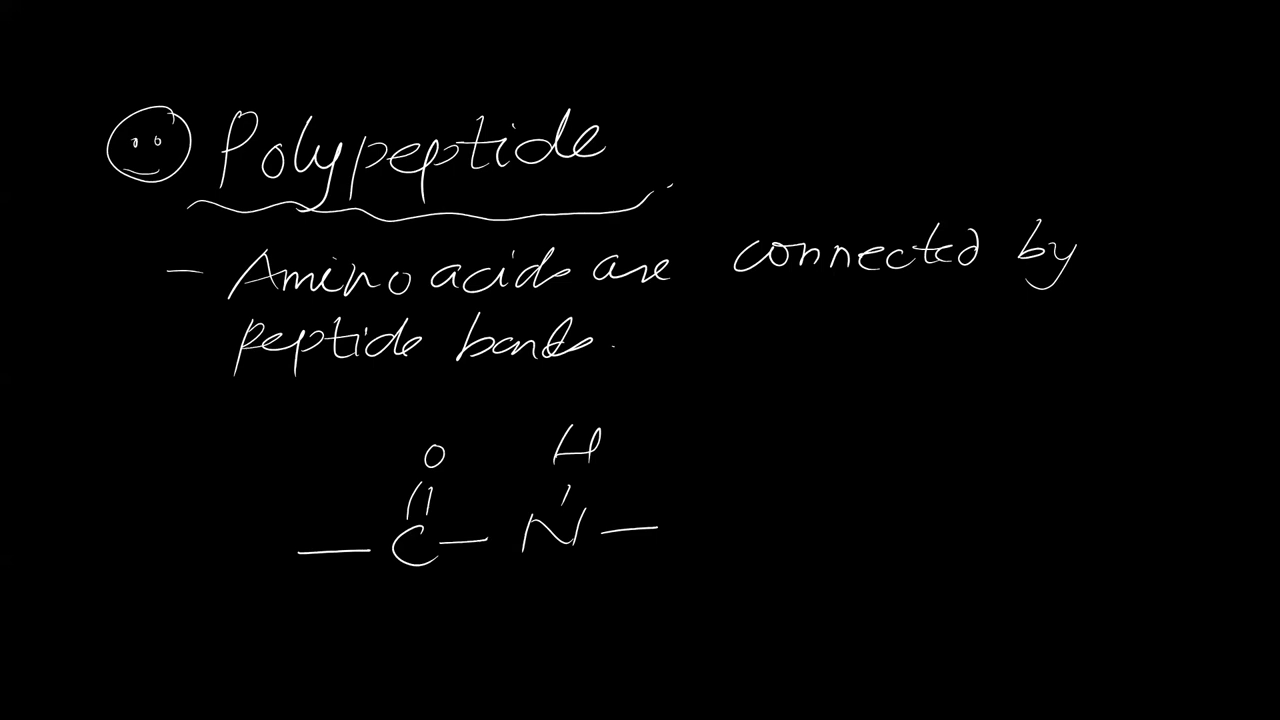 Polypeptide
- Amino acids are connected by
peptide bonds.
O H
— C — N —